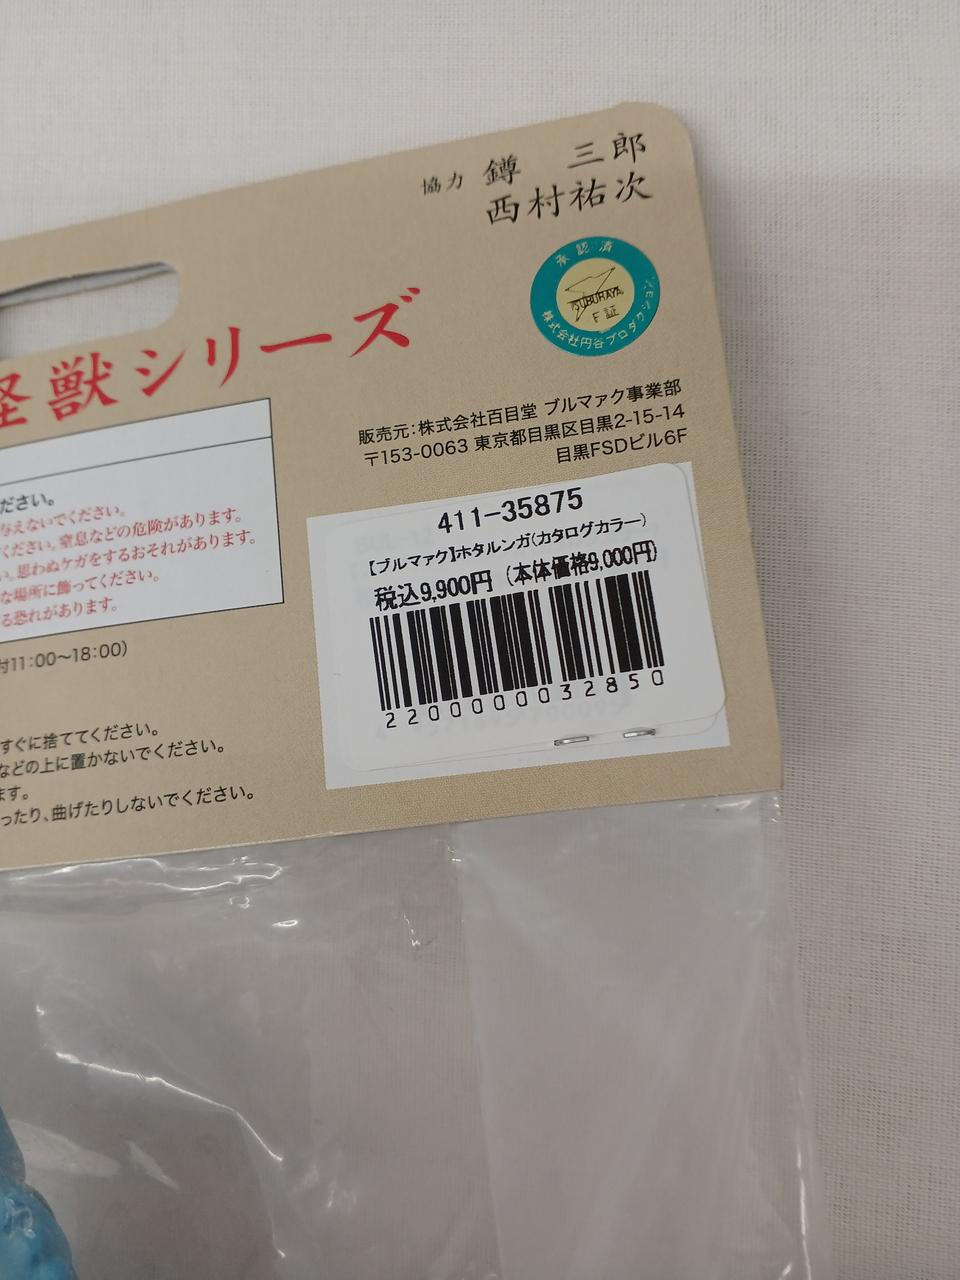 協力 鐏 三郎
西村祐次
承認済
TSUBURAYA
F証
株式会社円谷プロダクション
怪獣シリーズ
販売元:株式会社百目堂 ブルマァク事業部
〒153-0063 東京都目黒区目黒2-15-14
目黒FSDビル6F
ださい。
与えないでください。
ください。窒息などの危険があります。
い。思わぬケガをするおそれがあります。
な場所に飾ってください。
る恐れがあります。
付11:00〜18:00)
すぐに捨ててください。
などの上に置かないでください。
ます。
ったり、曲げたりしないでください。
411-35875
【ブルマァク】ホタルンガ(カタログカラー)
税込9,900円 (本体価格9,000円)
2200000032850